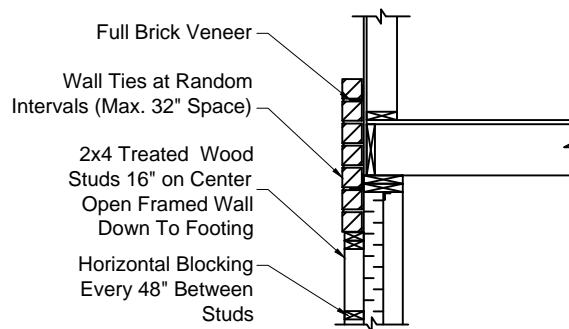 Full Brick Veneer
Wall Ties at Random
Intervals (Max. 32" Space)
2x4 Treated Wood
Studs 16" on Center
Open Framed Wall
Down To Footing
Horizontal Blocking
Every 48" Between
Studs